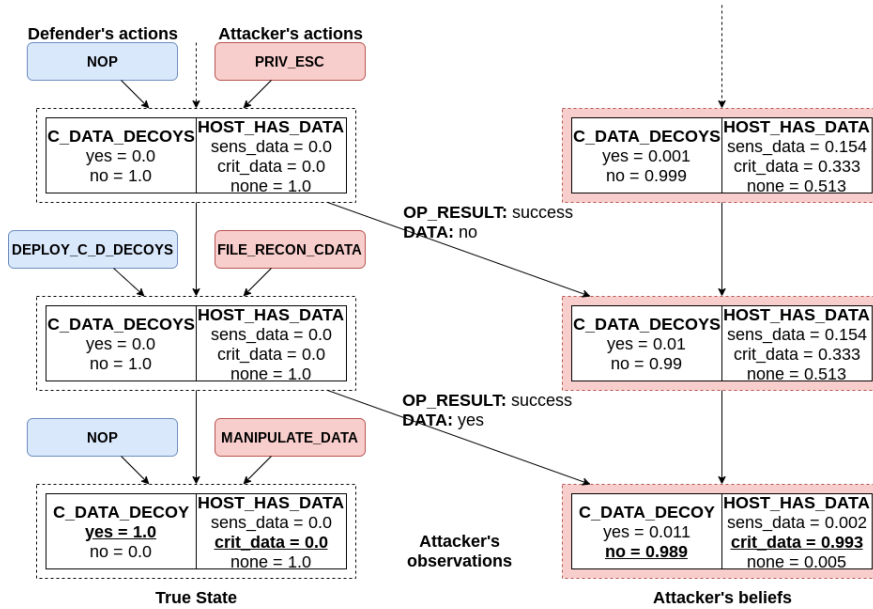 Defender's actions
Attacker's actions
NOP
PRIV_ESC
C_DATA_DECOYS
yes = 0.0
no = 1.0
HOST_HAS_DATA
sens_data = 0.0
crit_data = 0.0
none = 1.0
C_DATA_DECOYS
yes = 0.001
no = 0.999
HOST_HAS_DATA
sens_data = 0.154
crit_data = 0.333
none = 0.513
OP_RESULT: success
DATA: no
DEPLOY_C_D_DECOYS
FILE_RECON_CDATA
C_DATA_DECOYS
yes = 0.0
no = 1.0
HOST_HAS_DATA
sens_data = 0.0
crit_data = 0.0
none = 1.0
C_DATA_DECOYS
yes = 0.01
no = 0.99
HOST_HAS_DATA
sens_data = 0.154
crit_data = 0.333
none = 0.513
OP_RESULT: success
DATA: yes
NOP
MANIPULATE_DATA
C_DATA_DECOY
yes = 1.0
no = 0.0
HOST_HAS_DATA
sens_data = 0.0
crit_data = 0.0
none = 1.0
Attacker's
observations
C_DATA_DECOY
yes = 0.011
no = 0.989
HOST_HAS_DATA
sens_data = 0.002
crit_data = 0.993
none = 0.005
True State
Attacker's beliefs